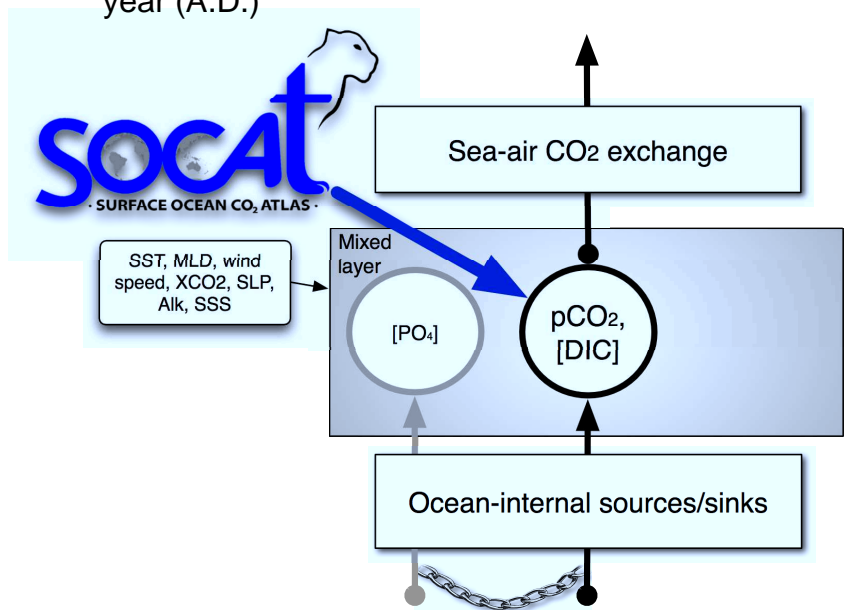 year (A.D.)
SOCAt
· SURFACE OCEAN CO₂ ATLAS ·
Sea-air CO2 exchange
SST, MLD, wind
speed, XCO2, SLP,
Alk, SSS
Mixed
layer
[PO₄]
pCO2,
[DIC]
Ocean-internal sources/sinks